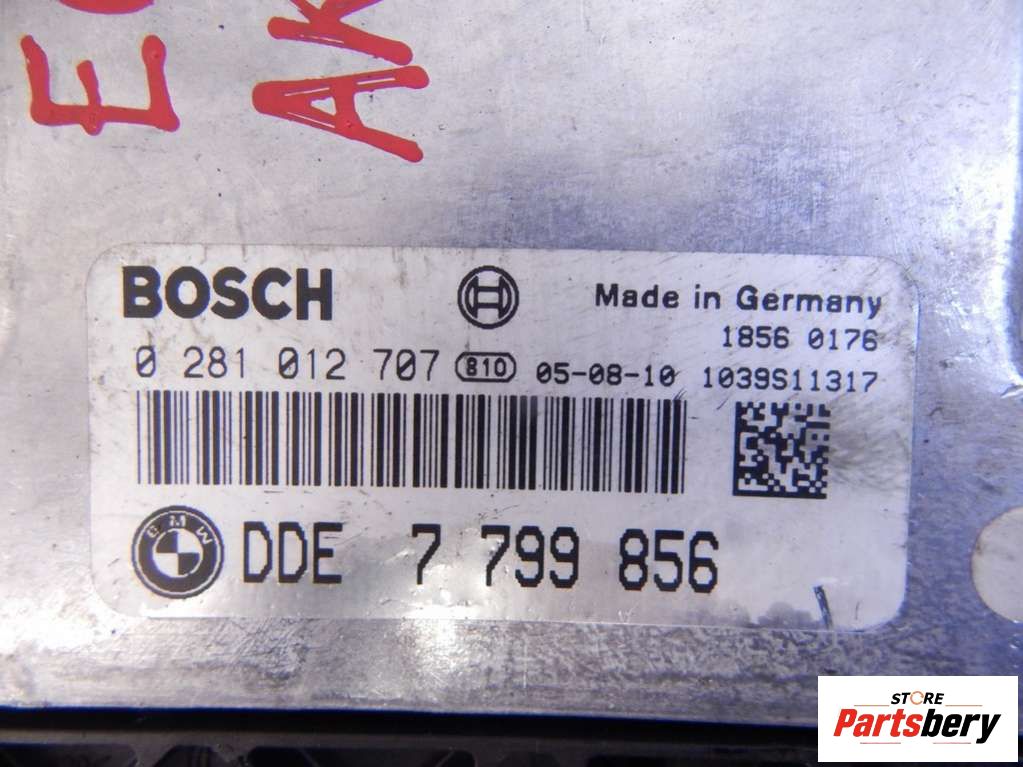 BOSCH Made in Germany
1856 0176
0 281 012 707 810 05-08-10 1039S11317
BMW DDE 7 799 856
STORE
Partsbery